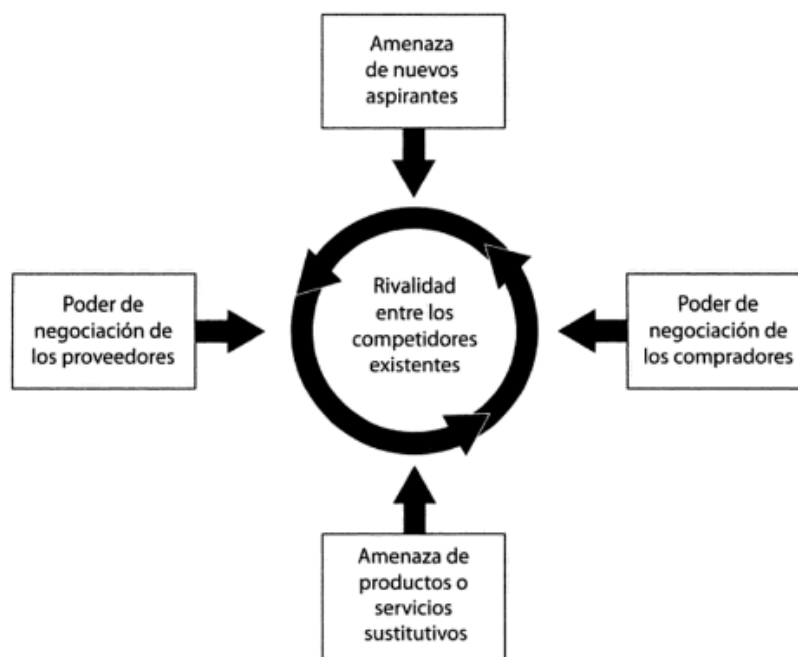 Amenaza
de nuevos
aspirantes
Poder de
negociación de
los proveedores
Rivalidad
entre los
competidores
existentes
Poder de
negociación de
los compradores
Amenaza de
productos o
servicios
sustitutivos